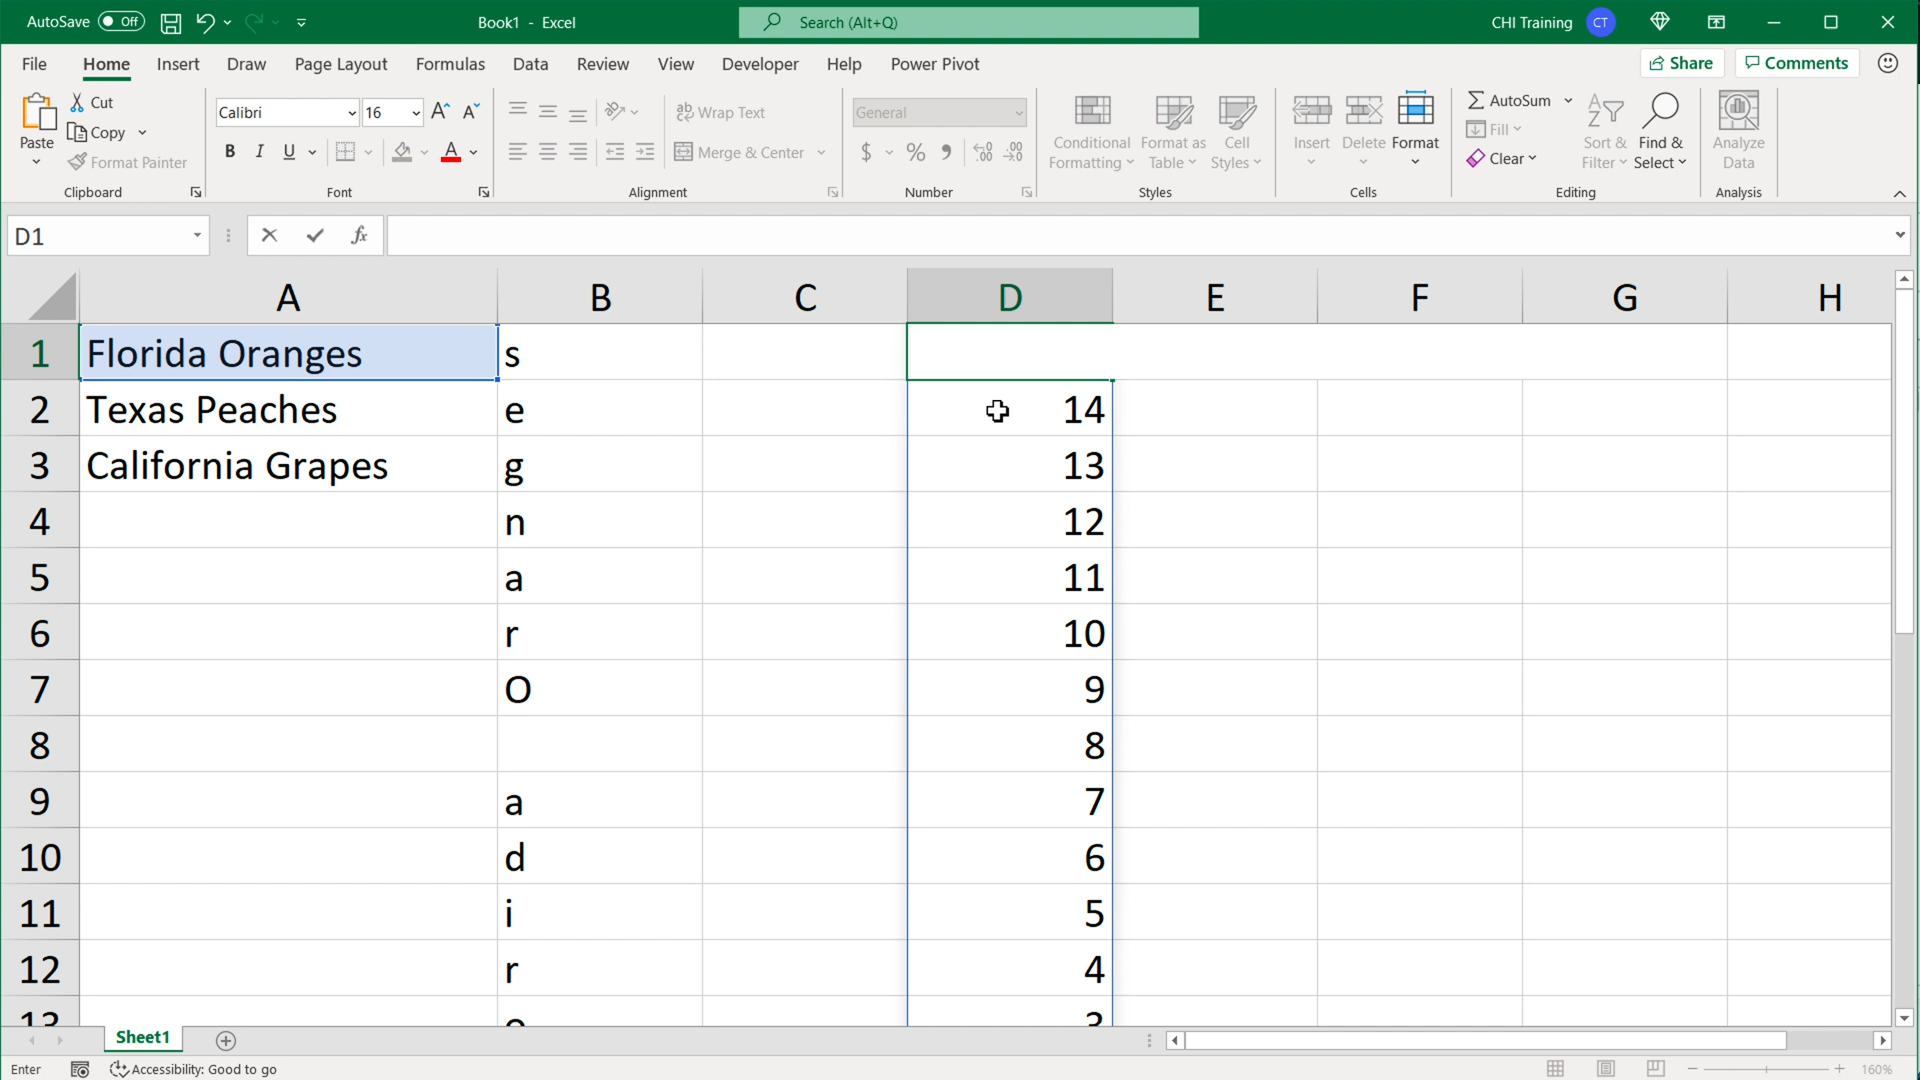 AutoSave Off Book1 - Excel Search (Alt+Q) CHI Training CT
File Home Insert Draw Page Layout Formulas Data Review View Developer Help Power Pivot Share Comments
Paste Cut Copy Format Painter
Clipboard
Calibri 16
B I U A
Font
Wrap Text
Merge & Center
Alignment
General
$ % 9
Number
Conditional Formatting Format as Table Cell Styles
Styles
Insert Delete Format
Cells
AutoSum
Fill
Clear
Sort & Filter Find & Select
Editing
Analyze Data
Analysis
D1 fx
A B C D E F G H
1 Florida Oranges s
2 Texas Peaches e 14
3 California Grapes g 13
4 n 12
5 a 11
6 r 10
7 O 9
8 8
9 a 7
10 d 6
11 i 5
12 r 4
13 3
Sheet1
Enter Accessibility: Good to go 160%